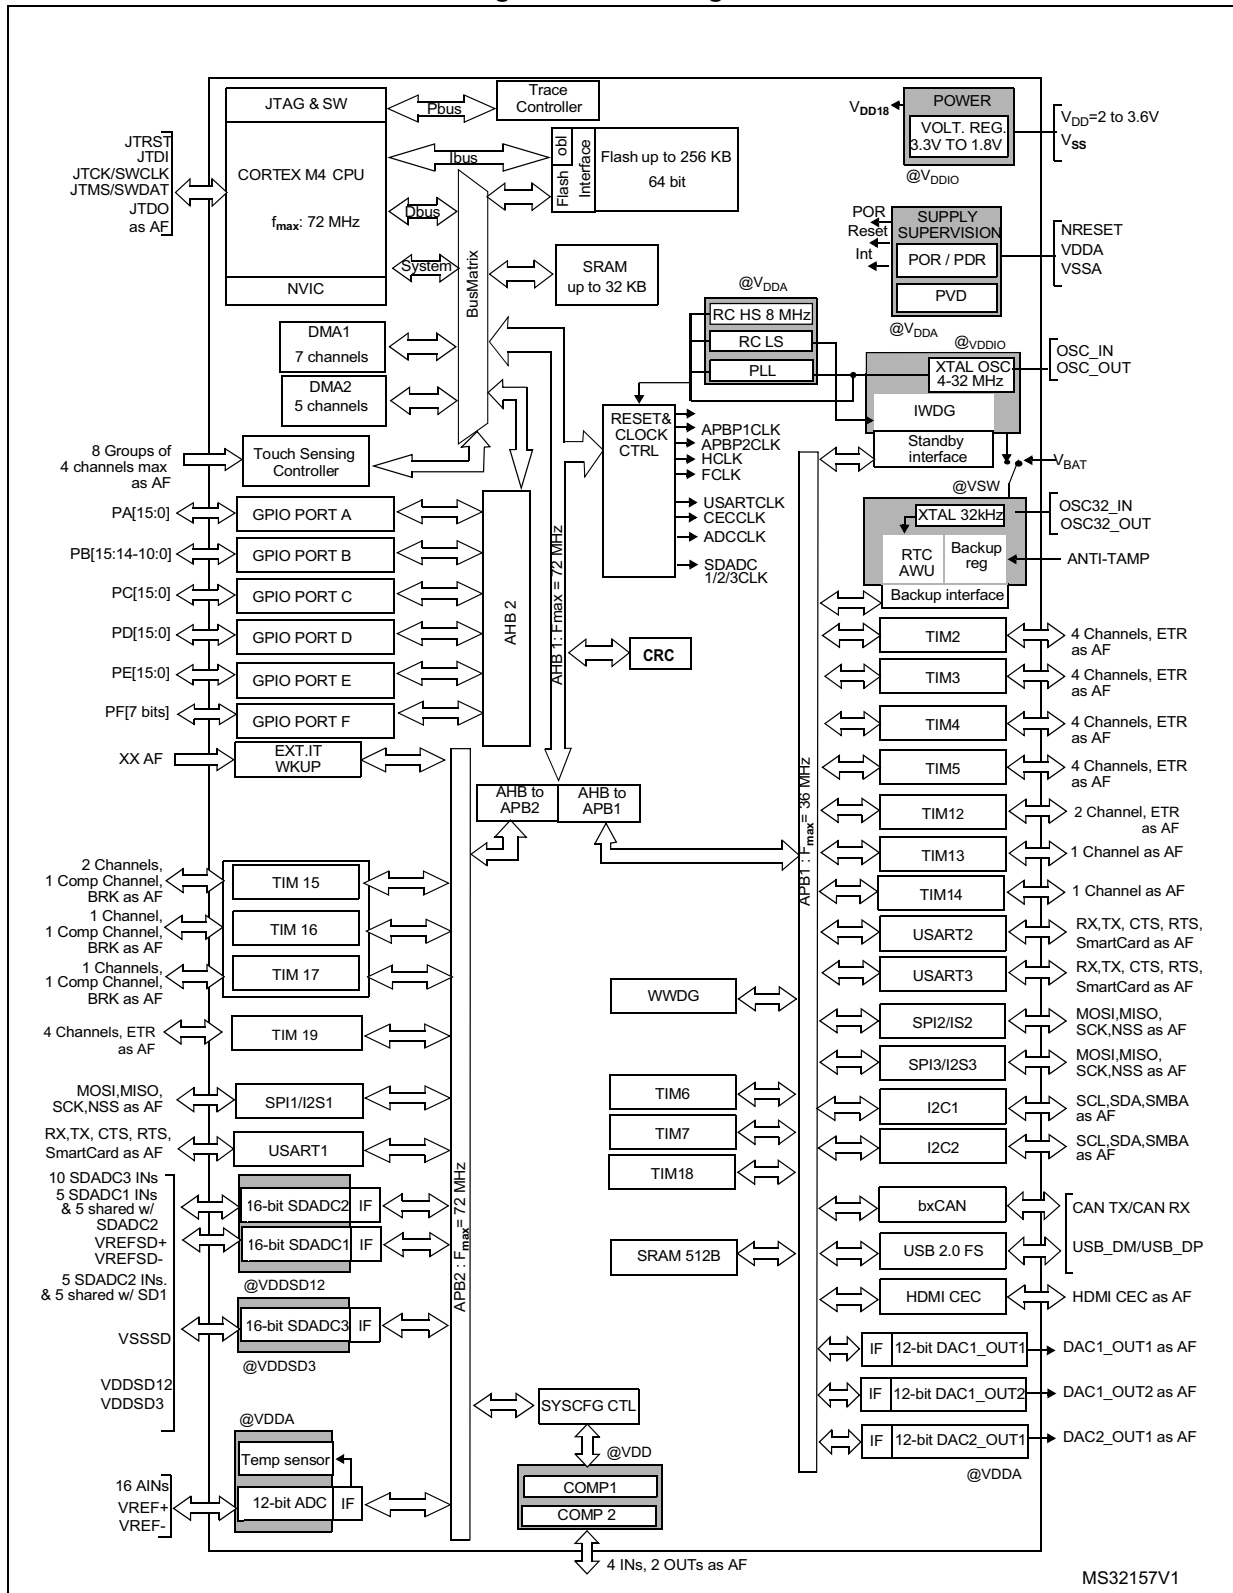 JTAG & SW
Pbus
Trace
Controller
JTRST
JTDI
JTCK/SWCLK
JTMS/SWDAT
JTDO
as AF
CORTEX M4 CPU
fmax: 72 MHz
NVIC
Ibus
Dbus
System
BusMatrix
Flash
obl
Interface
Flash up to 256 KB
64 bit
SRAM
up to 32 KB
VDD18
POWER
VOLT. REG.
3.3V TO 1.8V
@VDDIO
VDD=2 to 3.6V
VSS
POR
Reset
Int
SUPPLY
SUPERVISION
POR / PDR
PVD
@VDDA
NRESET
VDDA
VSSA
DMA1
7 channels
DMA2
5 channels
@VDDA
RC HS 8 MHz
RC LS
PLL
@VDDIO
XTAL OSC
4-32 MHz
IWDG
Standby
interface
OSC_IN
OSC_OUT
VBAT
@VSW
XTAL 32kHz
RTC
AWU
Backup
reg
Backup interface
OSC32_IN
OSC32_OUT
ANTI-TAMP
RESET&
CLOCK
CTRL
APBP1CLK
APBP2CLK
HCLK
FCLK
USARTCLK
CECCLK
ADCCLK
SDADC
1/2/3CLK
8 Groups of
4 channels max
as AF
Touch Sensing
Controller
PA[15:0]
GPIO PORT A
PB[15:14-10:0]
GPIO PORT B
PC[15:0]
GPIO PORT C
PD[15:0]
GPIO PORT D
PE[15:0]
GPIO PORT E
PF[7 bits]
GPIO PORT F
AHB 2
AHB 1: Fmax = 72 MHz
CRC
XX AF
EXT.IT
WKUP
AHB to
APB2
AHB to
APB1
2 Channels,
1 Comp Channel,
BRK as AF
TIM 15
1 Channel,
1 Comp Channel,
BRK as AF
TIM 16
1 Channels,
1 Comp Channel,
BRK as AF
TIM 17
4 Channels, ETR
as AF
TIM 19
MOSI,MISO,
SCK,NSS as AF
SPI1/I2S1
RX,TX, CTS, RTS,
SmartCard as AF
USART1
10 SDADC3 INs
5 SDADC1 INs
& 5 shared w/
SDADC2
VREFSD+
VREFSD-
5 SDADC2 INs.
& 5 shared w/ SD1
VSSSD
VDDSD12
VDDSD3
16-bit SDADC2
IF
16-bit SDADC1
IF
@VDDSD12
16-bit SDADC3
IF
@VDDSD3
@VDDA
Temp sensor
12-bit ADC
IF
16 AINs
VREF+
VREF-
APB2 : Fmax = 72 MHz
SYSCFG CTL
@VDD
COMP1
COMP 2
4 INs, 2 OUTs as AF
WWDG
TIM6
TIM7
TIM18
SRAM 512B
APB1 : Fmax = 36 MHz
TIM2
4 Channels, ETR
as AF
TIM3
4 Channels, ETR
as AF
TIM4
4 Channels, ETR
as AF
TIM5
4 Channels, ETR
as AF
TIM12
2 Channel, ETR
as AF
TIM13
1 Channel as AF
TIM14
1 Channel as AF
USART2
RX,TX, CTS, RTS,
SmartCard as AF
USART3
RX,TX, CTS, RTS,
SmartCard as AF
SPI2/IS2
MOSI,MISO,
SCK,NSS as AF
SPI3/I2S3
MOSI,MISO,
SCK,NSS as AF
I2C1
SCL,SDA,SMBA
as AF
I2C2
SCL,SDA,SMBA
as AF
bxCAN
CAN TX/CAN RX
USB 2.0 FS
USB_DM/USB_DP
HDMI CEC
HDMI CEC as AF
IF
12-bit DAC1_OUT1
DAC1_OUT1 as AF
IF
12-bit DAC1_OUT2
DAC1_OUT2 as AF
IF
12-bit DAC2_OUT1
DAC2_OUT1 as AF
@VDDA
MS32157V1